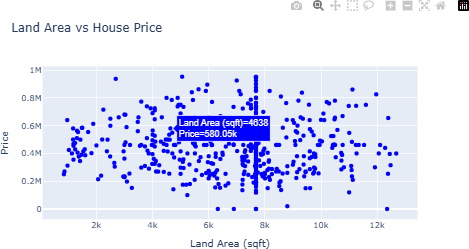 Land Area vs House Price
1M
0.8M
Land Area (sqft)=4638
Price=580.05k
0.6M
Price
0.4M
0.2M
0
2k 4k 6k 8k 10k 12k
Land Area (sqft)